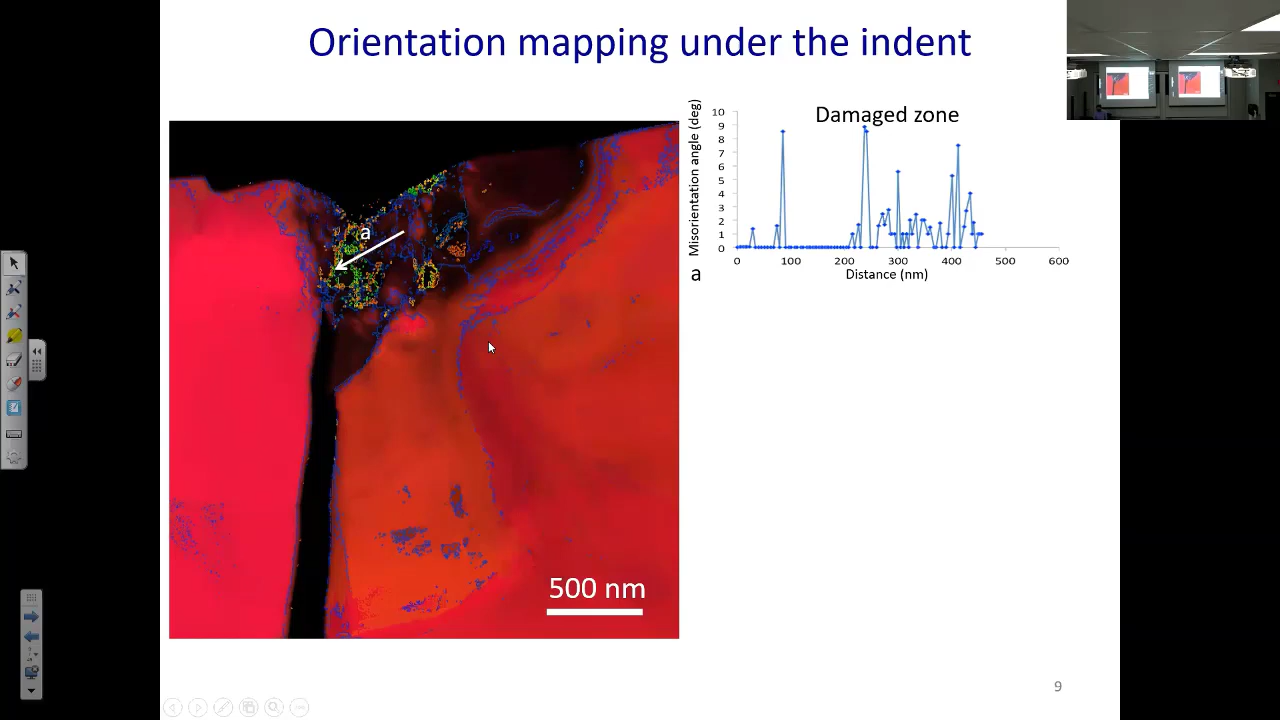 Orientation mapping under the indent
a
500 nm
Damaged zone
Misorientation angle (deg)
10
9
8
7
6
5
4
3
2
1
0
0 100 200 300 400 500 600
Distance (nm)
a
9